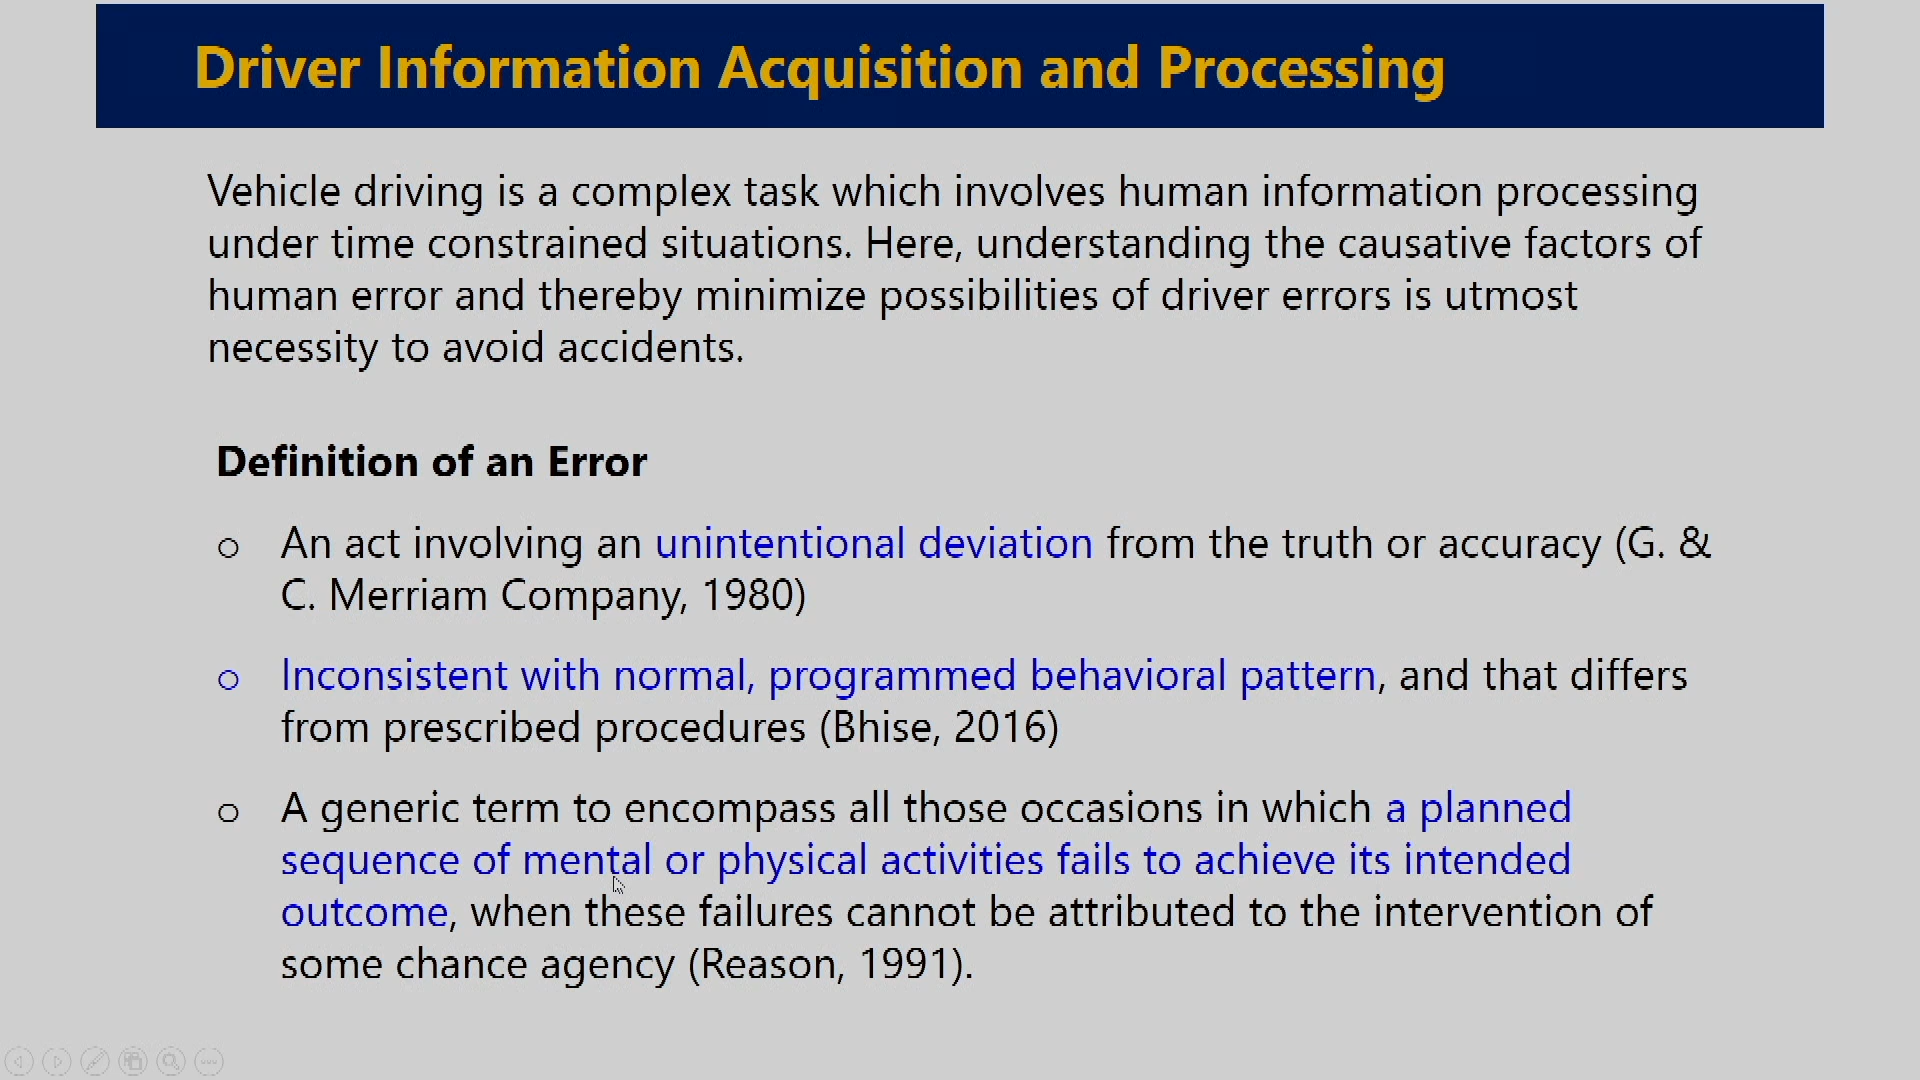 Driver Information Acquisition and Processing
Vehicle driving is a complex task which involves human information processing
under time constrained situations. Here, understanding the causative factors of
human error and thereby minimize possibilities of driver errors is utmost
necessity to avoid accidents.
Definition of an Error
o An act involving an unintentional deviation from the truth or accuracy (G. &
C. Merriam Company, 1980)
o Inconsistent with normal, programmed behavioral pattern, and that differs
from prescribed procedures (Bhise, 2016)
o A generic term to encompass all those occasions in which a planned
sequence of mental or physical activities fails to achieve its intended
outcome, when these failures cannot be attributed to the intervention of
some chance agency (Reason, 1991).